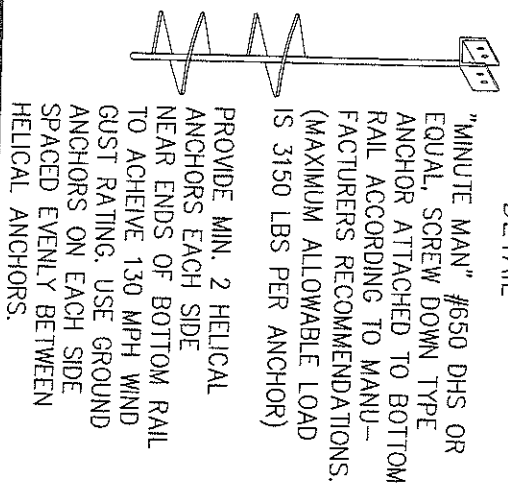 DETAIL
"MINUTE MAN" #650 DHS OR
EQUAL, SCREW DOWN TYPE
ANCHOR ATTACHED TO BOTTOM
RAIL ACCORDING TO MANU-
FACTURERS RECOMMENDATIONS.
(MAXIMUM ALLOWABLE LOAD
IS 3150 LBS PER ANCHOR)
PROVIDE MIN. 2 HELICAL
ANCHORS EACH SIDE
NEAR ENDS OF BOTTOM RAIL
TO ACHEIVE 130 MPH WIND
GUST RATING. USE GROUND
ANCHORS ON EACH SIDE
SPACED EVENLY BETWEEN
HELICAL ANCHORS.